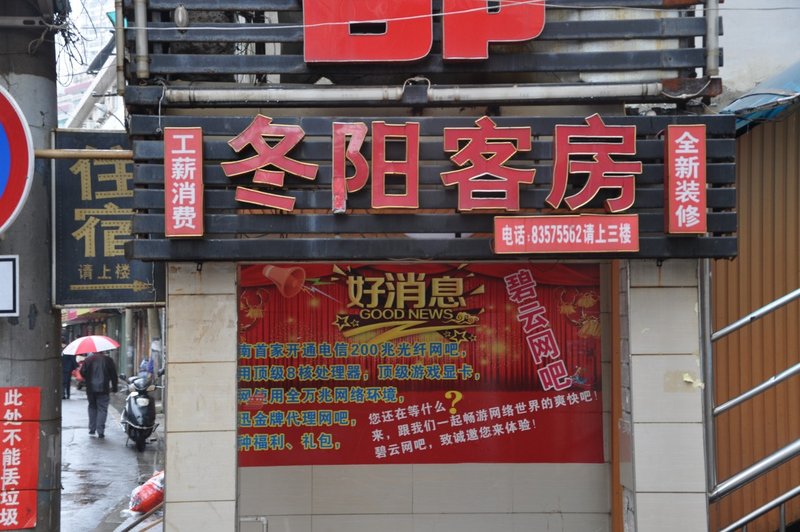 工薪消费
冬阳客房
全新装修
电话:83575562请上三楼
住宿
请上楼
好消息
GOOD NEWS
碧云网吧
南首家开通电信200兆光纤网吧,
用顶级8核处理器,顶级游戏显卡,
网信用全万兆网络环境,
迅金牌代理网吧,
种福利、礼包,
您还在等什么?
来,跟我们一起畅游网络世界的爽快吧!
碧云网吧,致诚邀您来体验!
此处不能丢垃圾